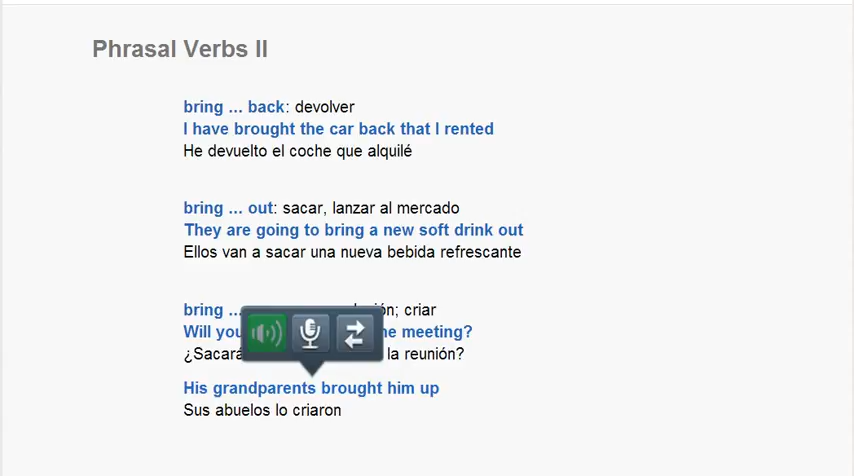 Phrasal Verbs II
bring ... back: devolver
I have brought the car back that I rented
He devuelto el coche que alquilé
bring ... out: sacar, lanzar al mercado
They are going to bring a new soft drink out
Ellos van a sacar una nueva bebida refrescante
bring ... criar
Will you meeting?
¿Sacará la reunión?
His grandparents brought him up
Sus abuelos lo criaron